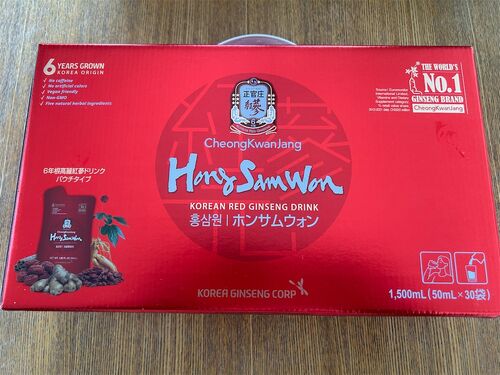 6 YEARS GROWN
KOREA ORIGIN
No caffeine
No artificial colors
Vegan friendly
Non-GMO
Five natural herbal ingredients
正官庄
CheongKwanJang
HongSamWon
KOREAN RED GINSENG DRINK
홍삼원 | ホンサムウォン
THE WORLD'S
No.1
GINSENG BRAND
CheongKwanJang
6年根高麗紅参ドリンク
パウチタイプ
HongSamWon
KOREA GINSENG CORP
1,500mL(50mL×30袋)